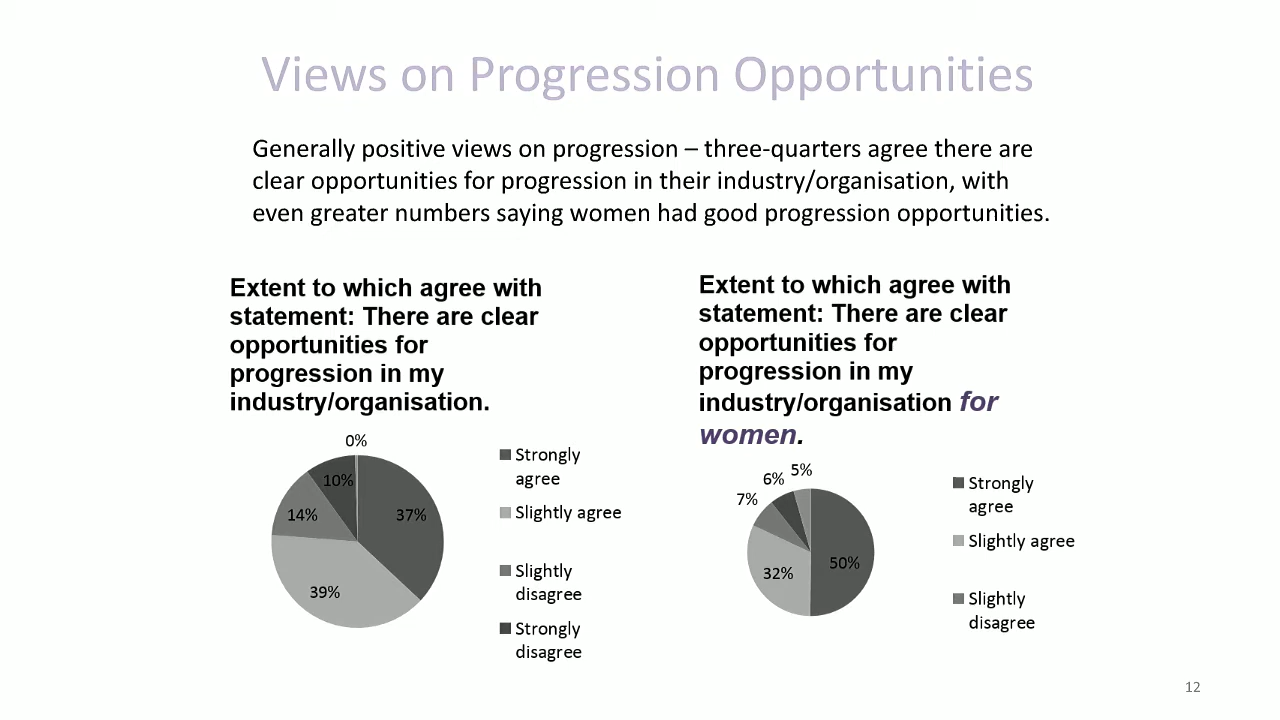 Views on Progression Opportunities
Generally positive views on progression – three-quarters agree there are
clear opportunities for progression in their industry/organisation, with
even greater numbers saying women had good progression opportunities.
Extent to which agree with
statement: There are clear
opportunities for
progression in my
industry/organisation.
0%
10%
14%
37%
39%
Strongly
agree
Slightly agree
Slightly
disagree
Strongly
disagree
Extent to which agree with
statement: There are clear
opportunities for
progression in my
industry/organisation for
women.
5%
6%
7%
50%
32%
Strongly
agree
Slightly agree
Slightly
disagree
12